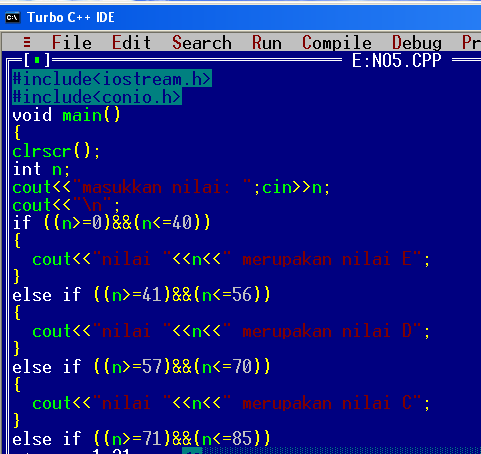 Turbo C++ IDE
≡ File Edit Search Run Compile Debug Pr
[■] E:NO5.CPP
#include<iostream.h>
#include<conio.h>
void main()
{
clrscr();
int n;
cout<<"masukkan nilai: ";cin>>n;
cout<<"\n";
if ((n>=0)&&(n<=40))
{
  cout<<"nilai "<<n<<" merupakan nilai E";
}
else if ((n>=41)&&(n<=56))
{
  cout<<"nilai "<<n<<" merupakan nilai D";
}
else if ((n>=57)&&(n<=70))
{
  cout<<"nilai "<<n<<" merupakan nilai C";
}
else if ((n>=71)&&(n<=85))